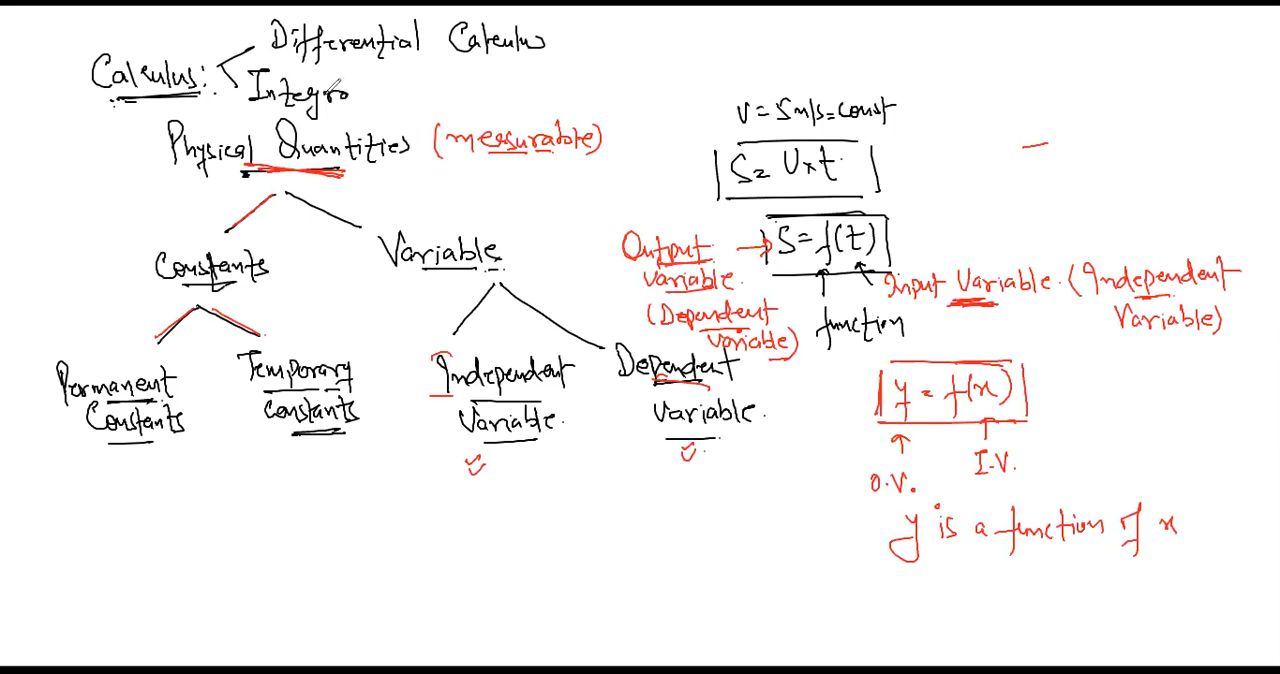 Calculus:
Differential Calculus
Integra
Physical Quantities (measurable)
Constants
Variable
Permanent
Constants
Temporary
constants
Independent
Variable.
Dependent
Variable.
V = 5m/s = const
S = V × t
S = f(t)
Output
Variable.
(Dependent
Variable)
function
Input Variable. (Independent
Variable)
y = f(x)
O.V.
I.V.
y is a function of x